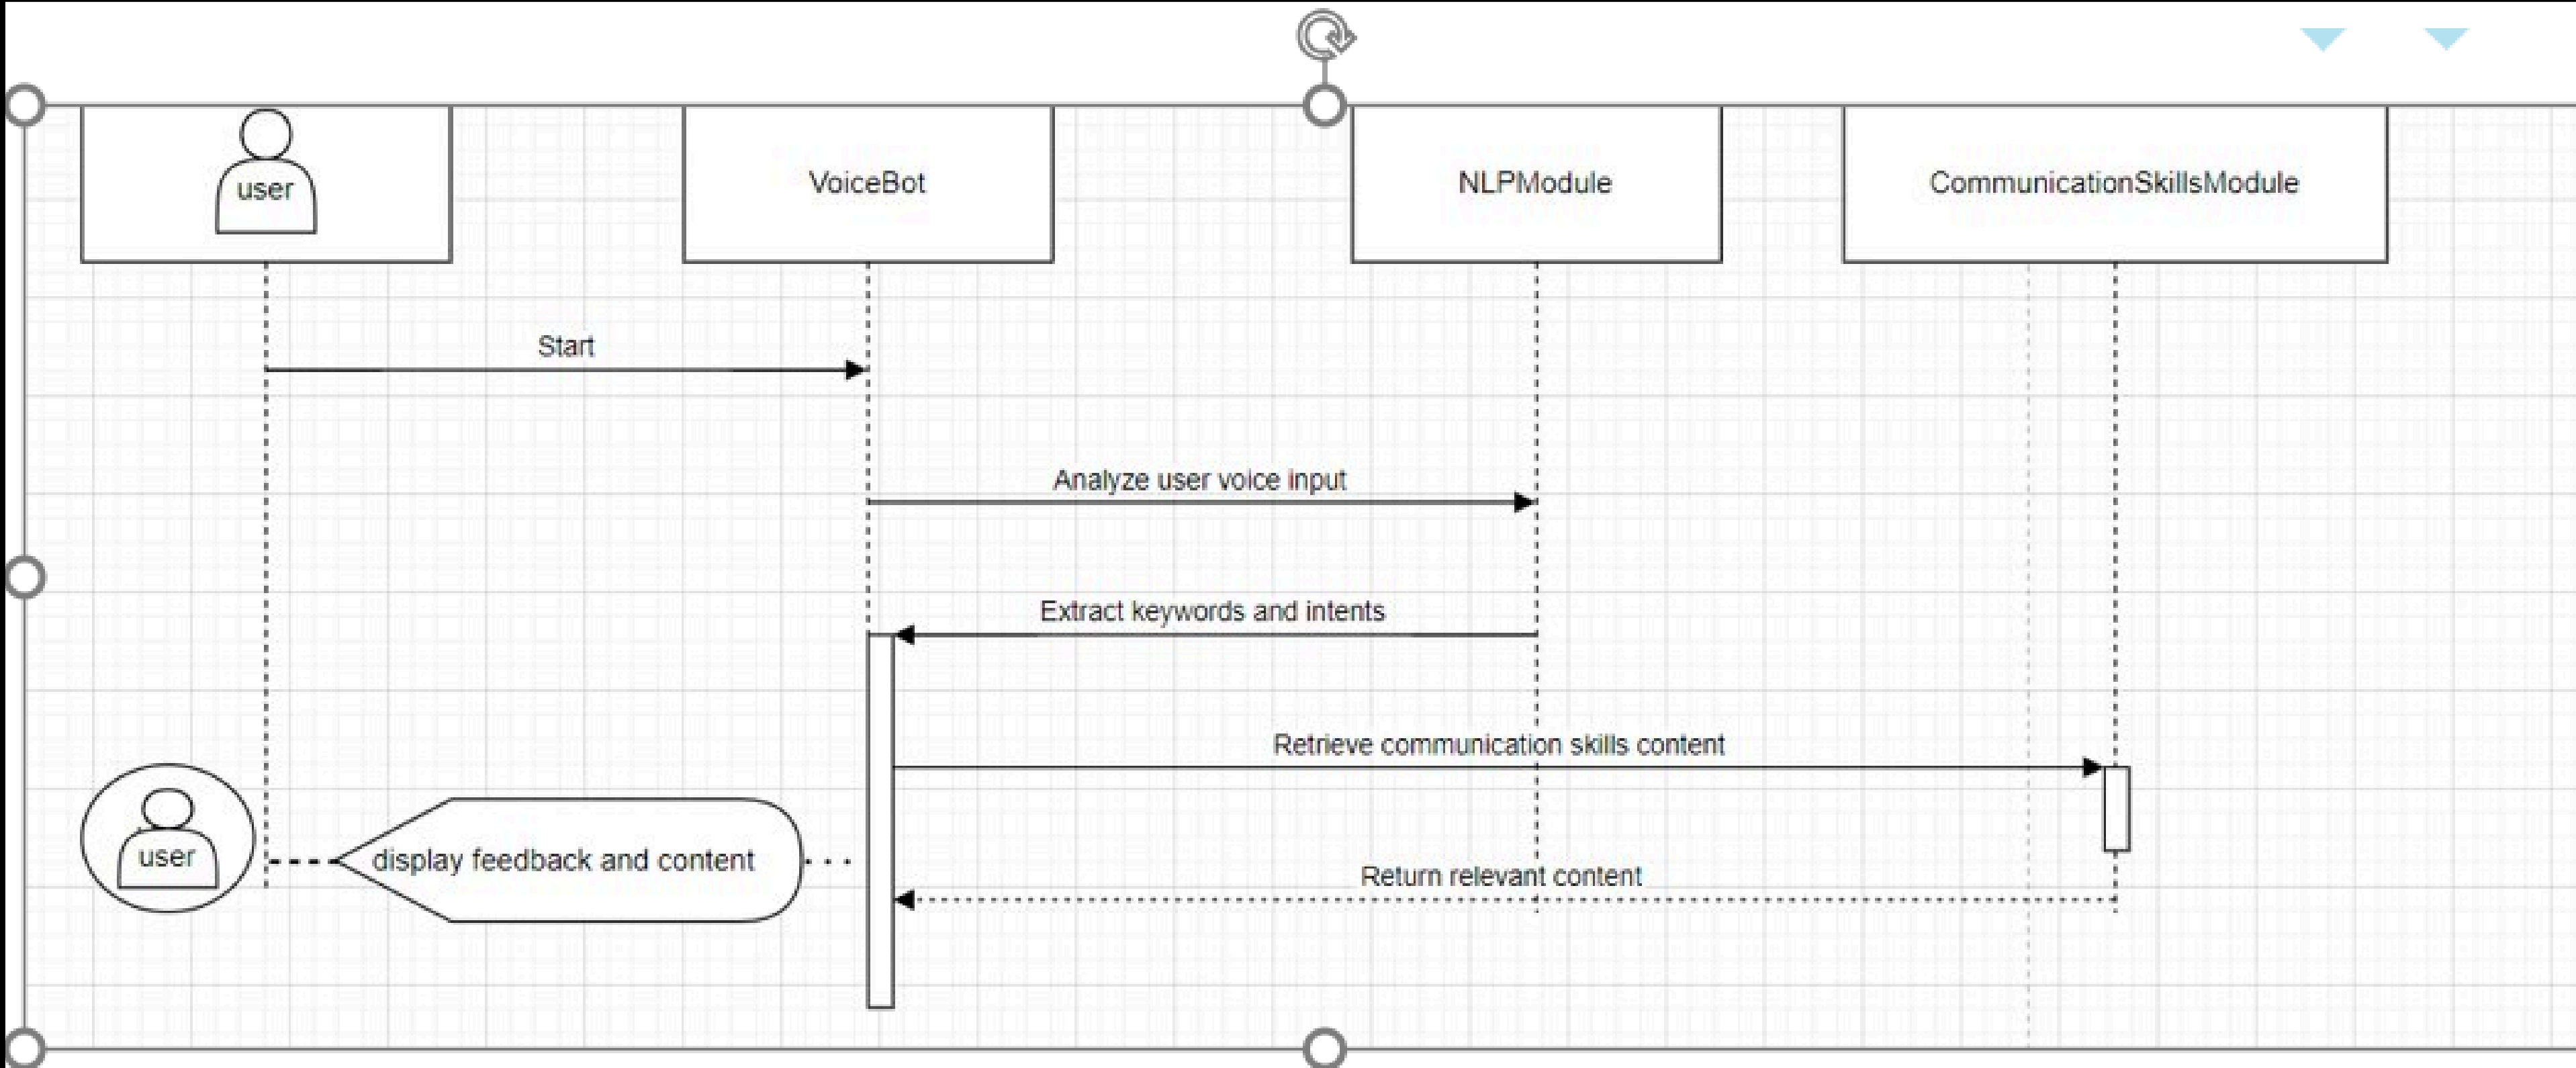 user
VoiceBot
NLPModule
CommunicationSkillsModule
Start
Analyze user voice input
Extract keywords and intents
Retrieve communication skills content
user
display feedback and content
Return relevant content